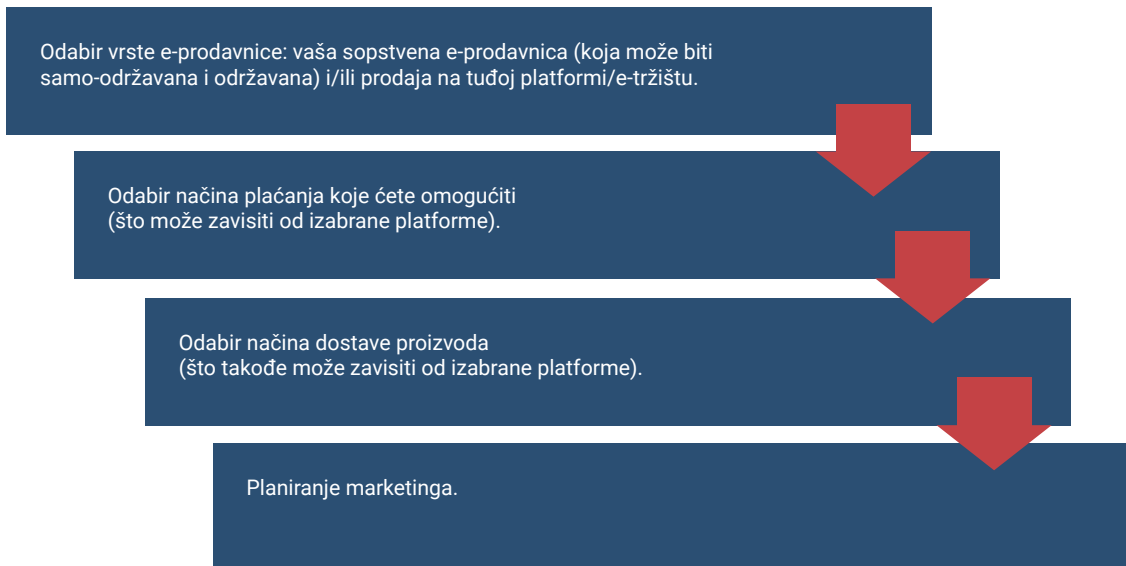 Odabir vrste e-prodavnice: vaša sopstvena e-prodavnica (koja može biti
samo-održavana i održavana) i/ili prodaja na tuđoj platformi/e-tržištu.
Odabir načina plaćanja koje ćete omogućiti
(što može zavisiti od izabrane platforme).
Odabir načina dostave proizvoda
(što takođe može zavisiti od izabrane platforme).
Planiranje marketinga.